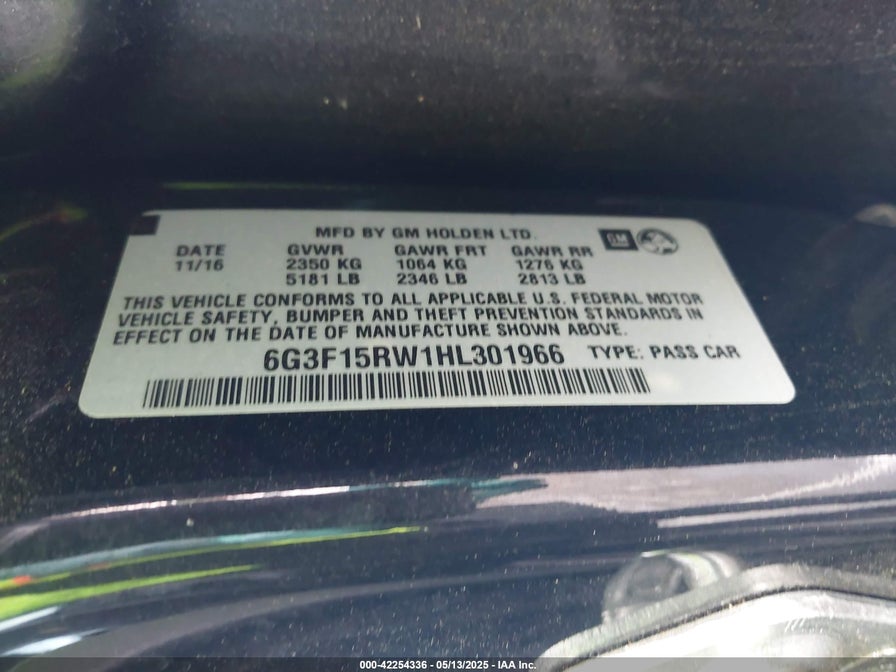 MFD BY GM HOLDEN LTD.
DATE GVWR GAWR FRT GAWR RR GM
11/16 2350 KG 1064 KG 1276 KG
5181 LB 2346 LB 2813 LB
THIS VEHICLE CONFORMS TO ALL APPLICABLE U.S. FEDERAL MOTOR
VEHICLE SAFETY, BUMPER AND THEFT PREVENTION STANDARDS IN
EFFECT ON THE DATE OF MANUFACTURE SHOWN ABOVE.
6G3F15RW1HL301966 TYPE: PASS CAR
000-42254336 - 05/13/2025 - IAA Inc.